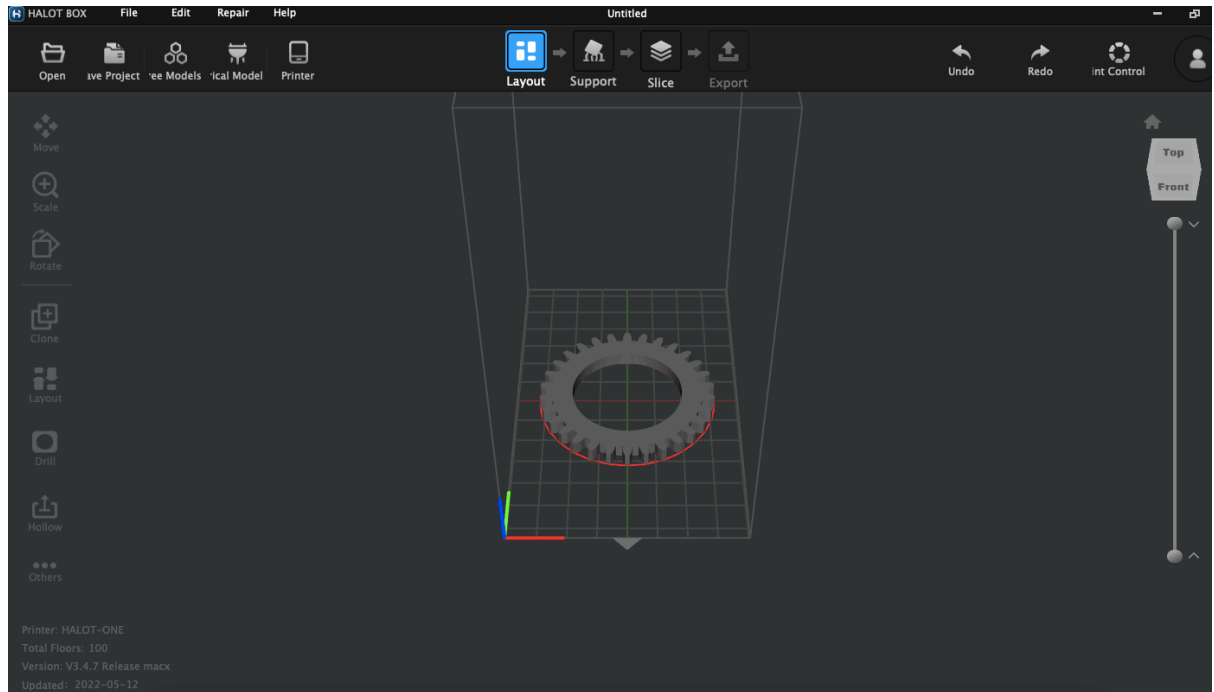 HALOT BOX File Edit Repair Help Untitled
Open ave Project ree Models rical Model Printer Layout Support Slice Export Undo Redo int Control
Move
Top
Front
Scale
Rotate
Clone
Layout
Drill
Hollow
Others
Printer: HALOT-ONE
Total Floors: 100
Version: V3.4.7 Release macx
Updated: 2022-05-12